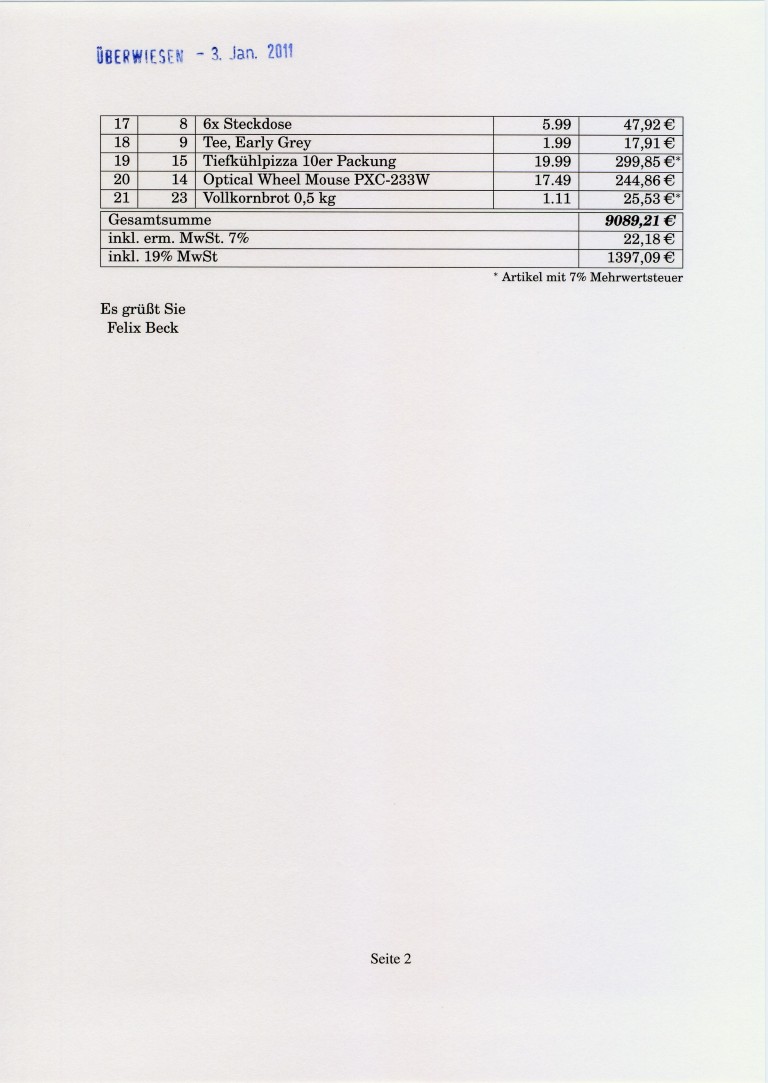 ÜBERWIESEN - 3. Jan. 2011
17 8 6x Steckdose 5.99 47,92 €
18 9 Tee, Early Grey 1.99 17,91 €
19 15 Tiefkühlpizza 10er Packung 19.99 299,85 €*
20 14 Optical Wheel Mouse PXC-233W 17.49 244,86 €
21 23 Vollkornbrot 0,5 kg 1.11 25,53 €*
Gesamtsumme 9089,21 €
inkl. erm. MwSt. 7% 22,18 €
inkl. 19% MwSt 1397,09 €
* Artikel mit 7% Mehrwertsteuer
Es grüßt Sie
Felix Beck
Seite 2